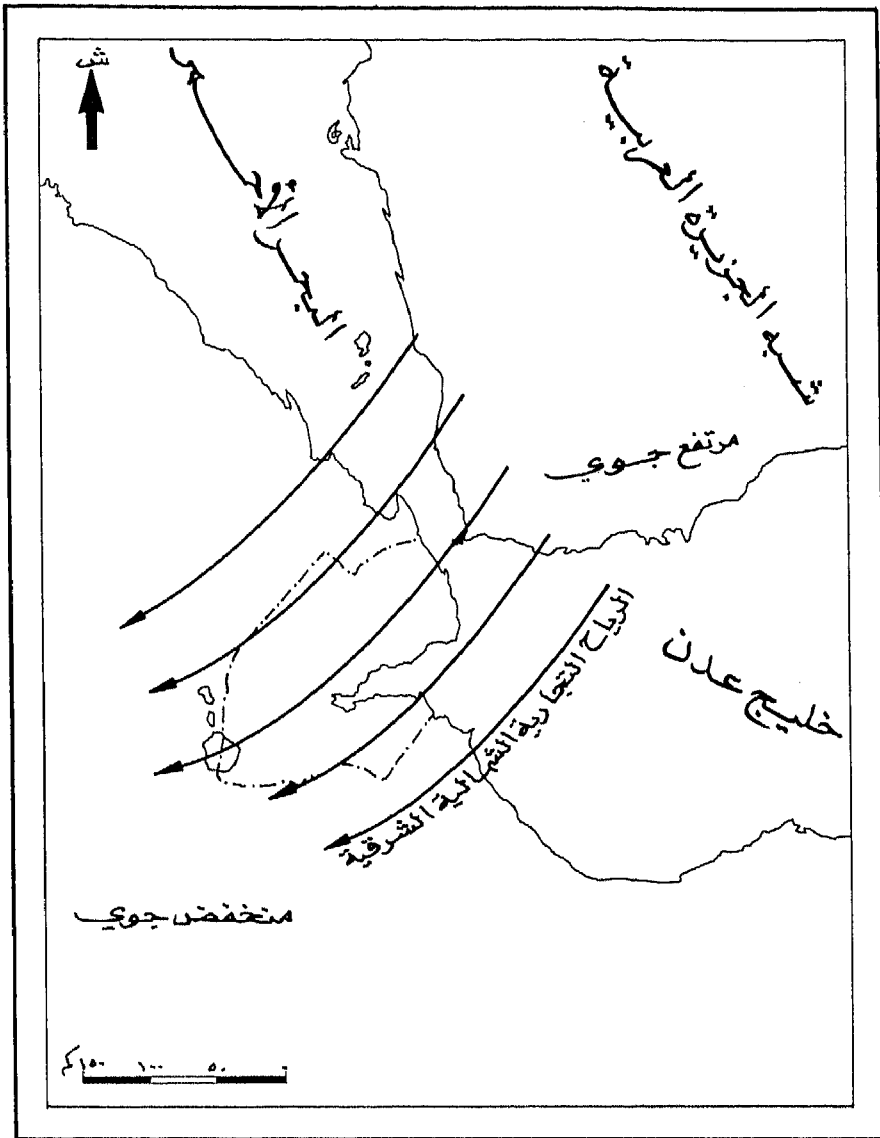 ش
البحر الأحمر
شبه الجزيرة العربية
مرتفع جوي
خليج عدن
الرياح التجارية الشمالية الشرقية
منخفض جوي
٠ ٥٠ ١٠٠ ١٥٠ كم